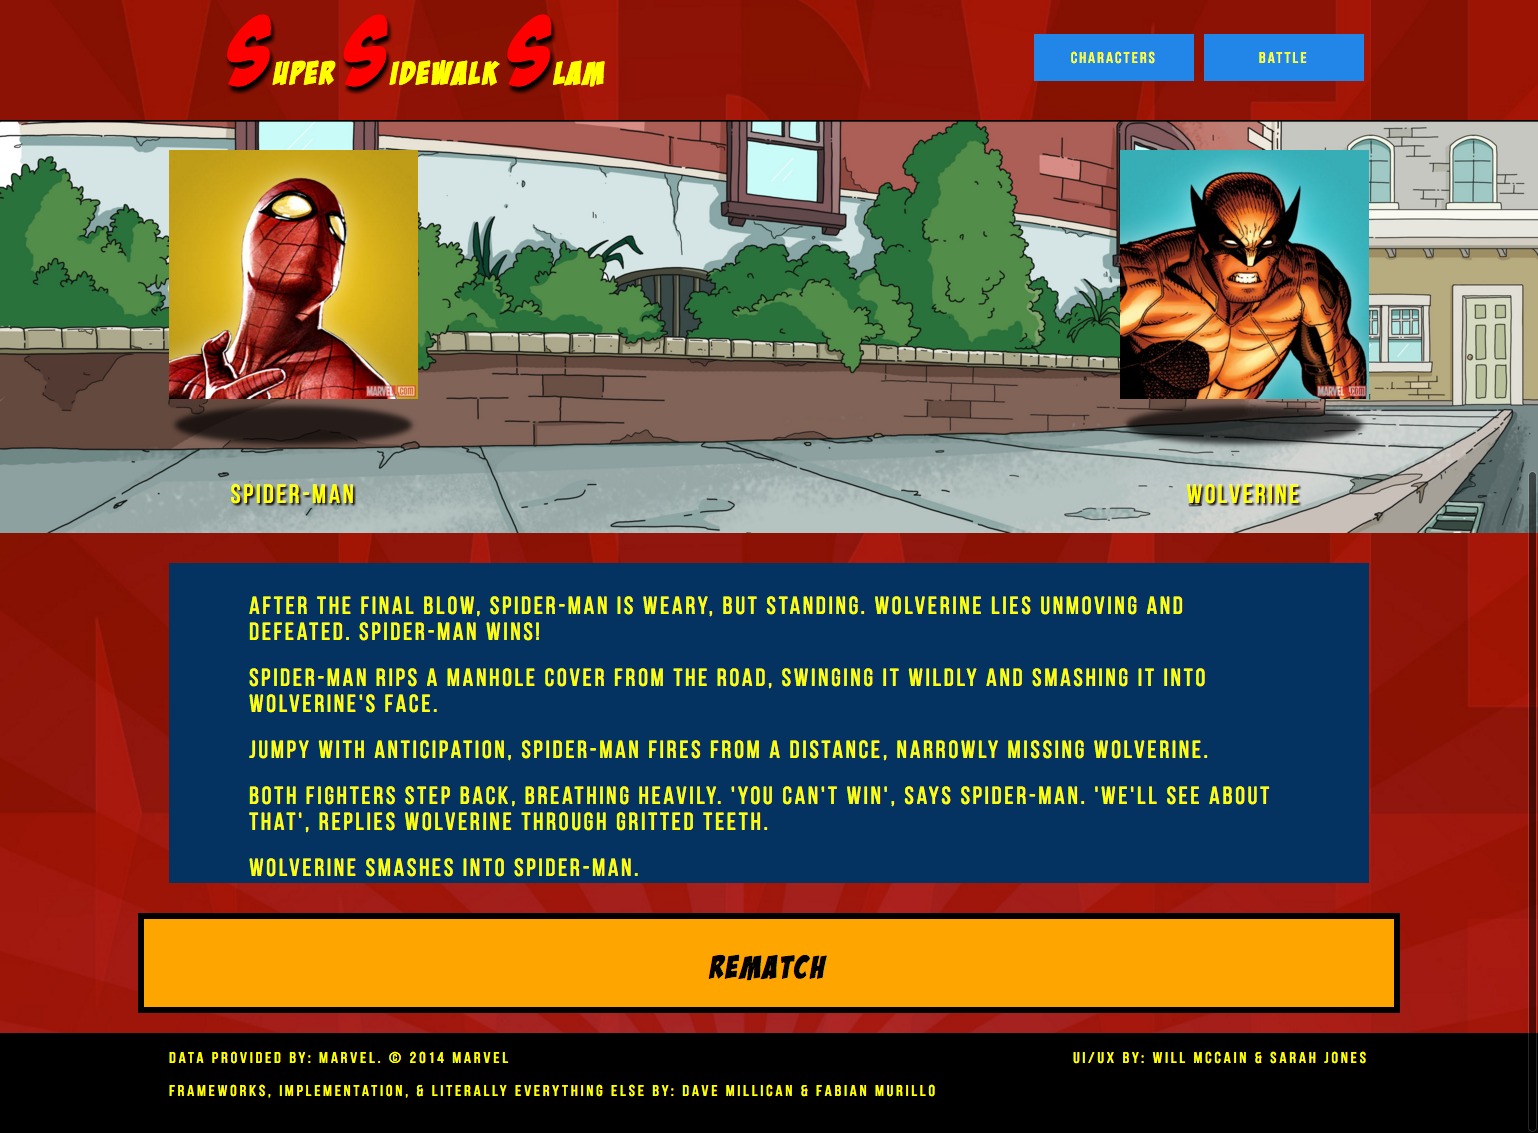 SUPER SIDEWALK SLAM
CHARACTERS
BATTLE
MARVEL.COM
MARVEL.COM
SPIDER-MAN
WOLVERINE
AFTER THE FINAL BLOW, SPIDER-MAN IS WEARY, BUT STANDING. WOLVERINE LIES UNMOVING AND
DEFEATED. SPIDER-MAN WINS!
SPIDER-MAN RIPS A MANHOLE COVER FROM THE ROAD, SWINGING IT WILDLY AND SMASHING IT INTO
WOLVERINE'S FACE.
JUMPY WITH ANTICIPATION, SPIDER-MAN FIRES FROM A DISTANCE, NARROWLY MISSING WOLVERINE.
BOTH FIGHTERS STEP BACK, BREATHING HEAVILY. 'YOU CAN'T WIN', SAYS SPIDER-MAN. 'WE'LL SEE ABOUT
THAT', REPLIES WOLVERINE THROUGH GRITTED TEETH.
WOLVERINE SMASHES INTO SPIDER-MAN.
REMATCH
DATA PROVIDED BY: MARVEL. © 2014 MARVEL
UI/UX BY: WILL MCCAIN & SARAH JONES
FRAMEWORKS, IMPLEMENTATION, & LITERALLY EVERYTHING ELSE BY: DAVE MILLICAN & FABIAN MURILLO